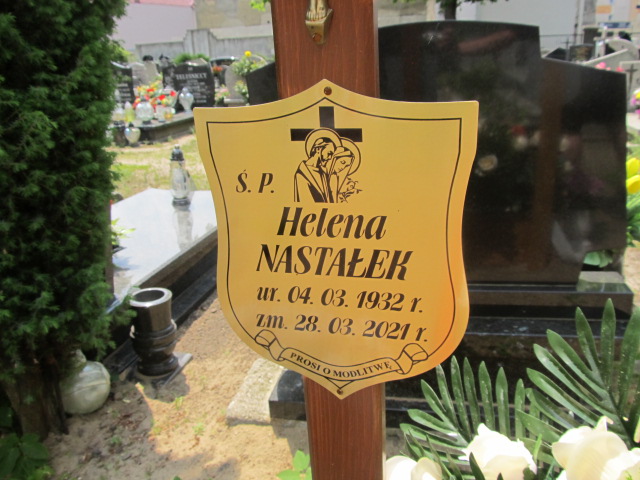 Ś. P.
Helena
NASTAŁEK
ur. 04. 03. 1932 r.
zm. 28. 03. 2021 r.
PROSI O MODLITWĘ